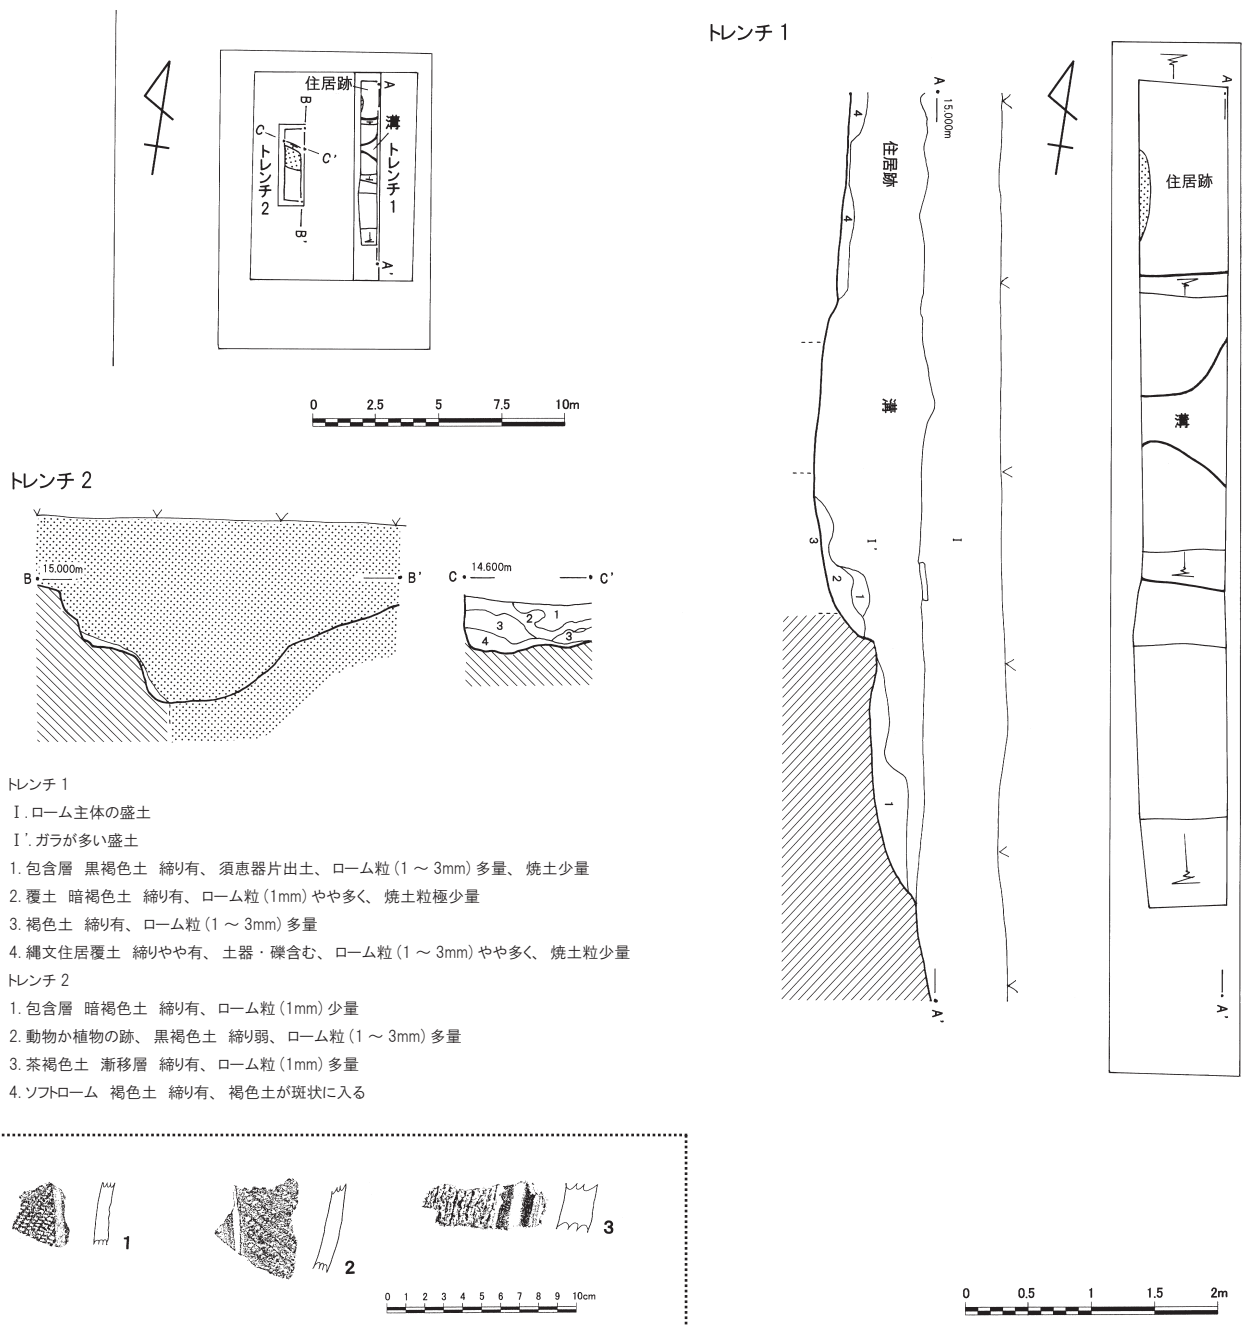 住居跡
A
B
溝
C
C'
トレンチ2
トレンチ1
B'
A'
0 2.5 5 7.5 10m
トレンチ 2
B
15.000m
B'
C
14.600m
C'
1
2
3
3
4
トレンチ 1
Ⅰ.ローム主体の盛土
Ⅰ'.ガラが多い盛土
1.包含層 黒褐色土 締り有、須恵器片出土、ローム粒(1 ～ 3mm)多量、焼土少量
2.覆土 暗褐色土 締り有、ローム粒(1mm)やや多く、焼土粒極少量
3.褐色土 締り有、ローム粒(1 ～ 3mm)多量
4.縄文住居覆土 締りやや有、土器・礫含む、ローム粒(1 ～ 3mm)やや多く、焼土粒少量
トレンチ 2
1.包含層 暗褐色土 締り有、ローム粒(1mm)少量
2.動物か植物の跡、黒褐色土 締り弱、ローム粒(1 ～ 3mm)多量
3.茶褐色土 漸移層 締り有、ローム粒(1mm)多量
4.ソフトローム 褐色土 締り有、褐色土が斑状に入る
1
2
3
0 1 2 3 4 5 6 7 8 9 10cm
トレンチ 1
A
15.000m
4
住居跡
4
溝
3
2
1
Ⅰ'
Ⅰ
1
A'
A
住居跡
溝
A'
0 0.5 1 1.5 2m